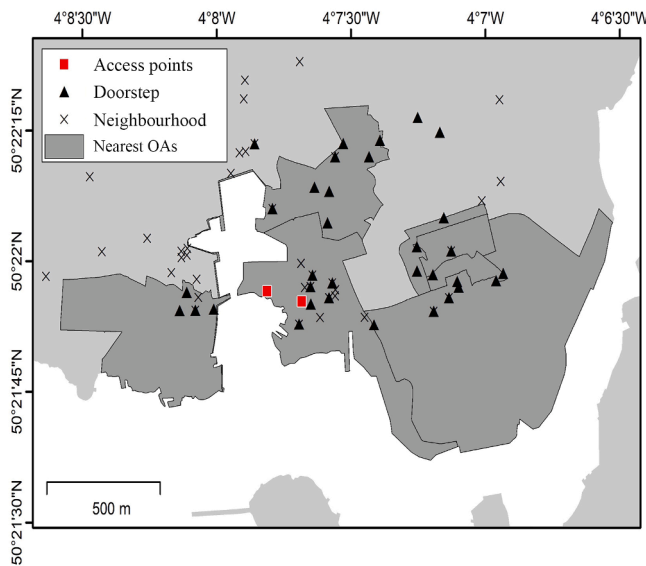 4°8'30"W 4°8'W 4°7'30"W 4°7'W 4°6'30"W
Access points
Doorstep
Neighbourhood
Nearest OAs
50°22'15"N
50°22'N
50°21'45"N
50°21'30"N
500 m